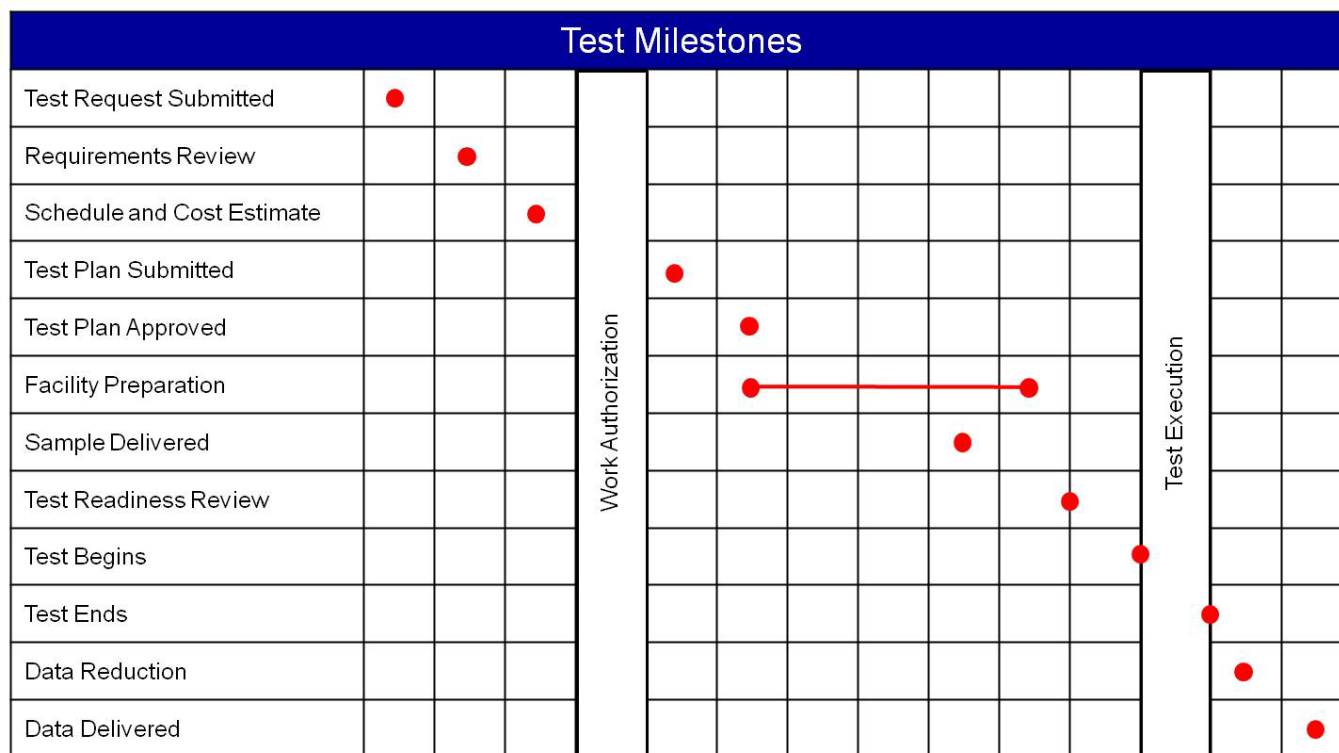 Test Milestones
Test Request Submitted
Requirements Review
Schedule and Cost Estimate
Test Plan Submitted
Test Plan Approved
Facility Preparation
Sample Delivered
Test Readiness Review
Test Begins
Test Ends
Data Reduction
Data Delivered
Work Authorization
Test Execution